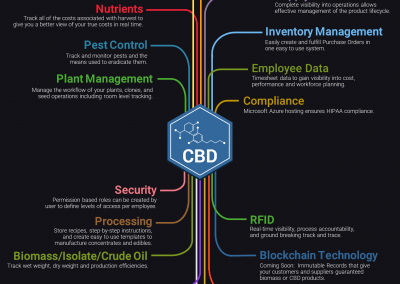 Nutrients
Track all of the costs associated with harvest to
give you a better view of your true costs in real time.
Pest Control
Track and monitor pests and the
means used to eradicate them.
Plant Management
Manage the workflow of your plants, clones, and
seed operations including room level tracking.
Complete visibility into operations allows
effective management of the product lifecycle.
Inventory Management
Easily create and fulfill Purchase Orders in
one easy to use system.
Employee Data
Timesheet data to gain visibility into cost,
performance and workforce planning.
Compliance
Microsoft Azure hosting ensures HIPAA compliance.
CBD
Security
Permission based roles can be created by
user to define levels of access per employee.
Processing
Store recipes, step-by-step instructions,
and create easy to use templates to
manufacture concentrates and edibles.
Biomass/Isolate/Crude Oil
Track wet weight, dry weight and production efficiencies.
RFID
Real-time visibility, process accountability,
and ground breaking track and trace.
Blockchain Technology
Coming Soon: Immutable Records that give
your customers and suppliers guaranteed
biomass or CBD products.